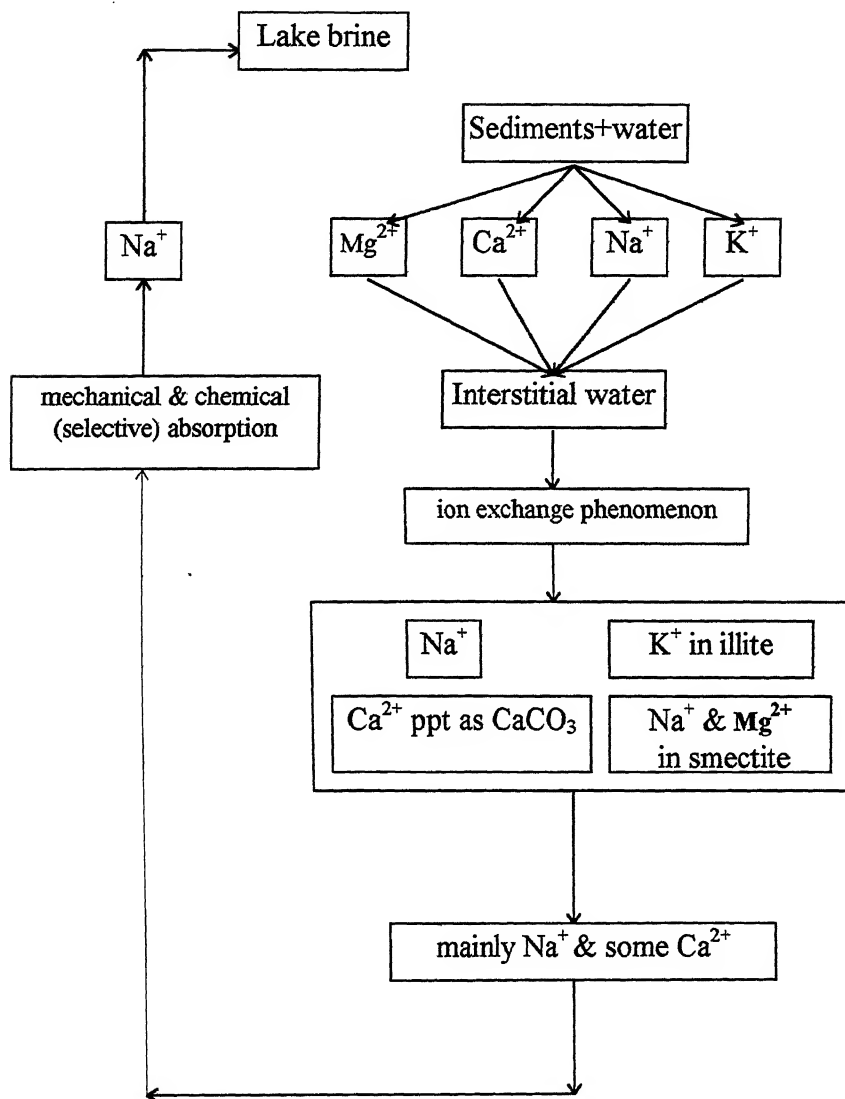 Lake brine
Sediments+water
Mg²⁺
Ca²⁺
Na⁺
K⁺
Na⁺
Interstitial water
mechanical & chemical
(selective) absorption
ion exchange phenomenon
Na⁺
K⁺ in illite
Ca²⁺ ppt as CaCO₃
Na⁺ & Mg²⁺
in smectite
mainly Na⁺ & some Ca²⁺